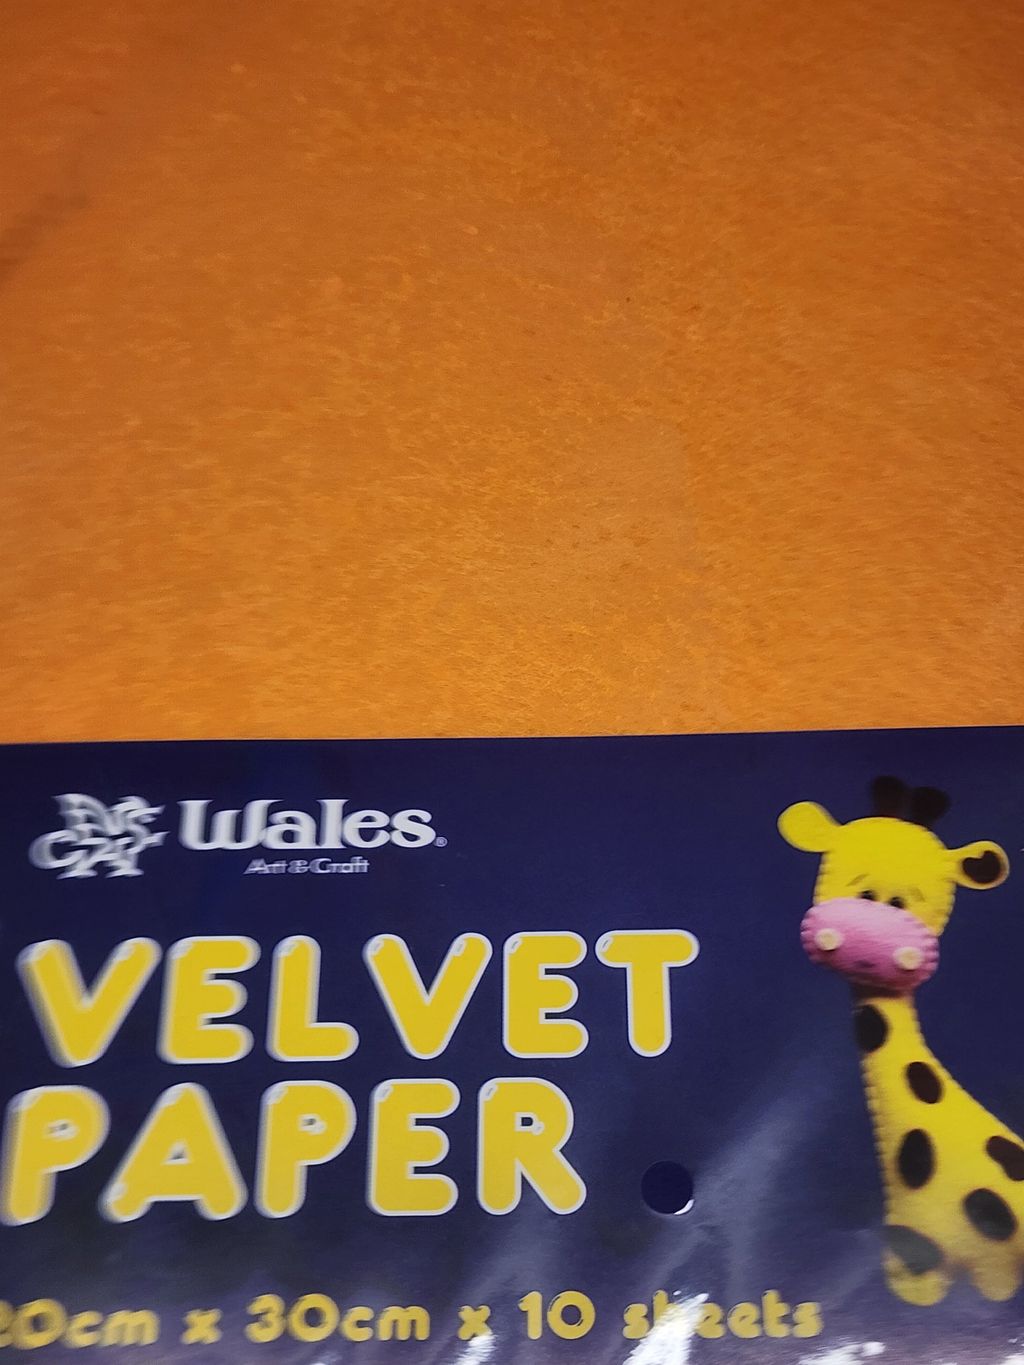 Wales®
Art & Craft
VELVET
PAPER
20cm x 30cm x 10 sheets